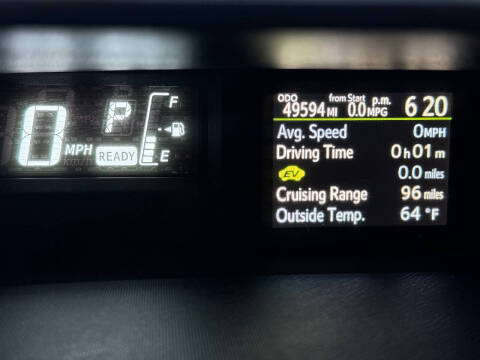 0 MPH
km/h
P
READY
F
E
ODO from Start p.m. 6 20
49594 MI 0.0 MPG
Avg. Speed 0 MPH
Driving Time 0 h 01 m
EV 0.0 miles
Cruising Range 96 miles
Outside Temp. 64 °F